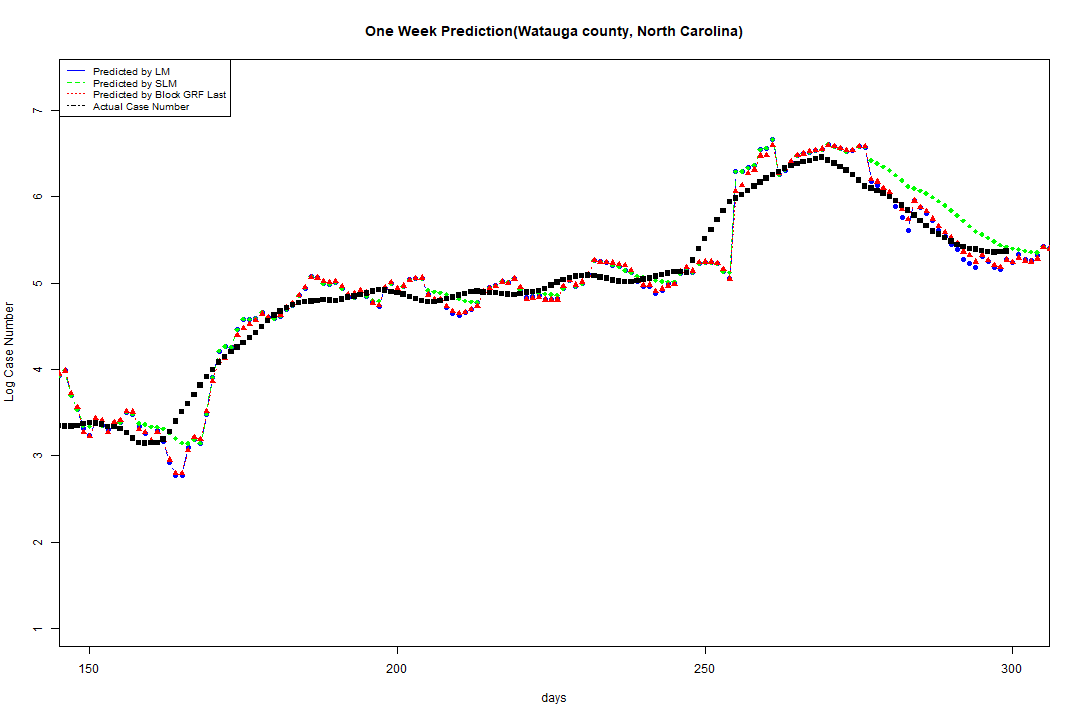 One Week Prediction(Watauga county, North Carolina)
Predicted by LM
Predicted by SLM
Predicted by Block GRF Last
Actual Case Number
7
6
5
4
3
2
1
Log Case Number
150 200 250 300
days